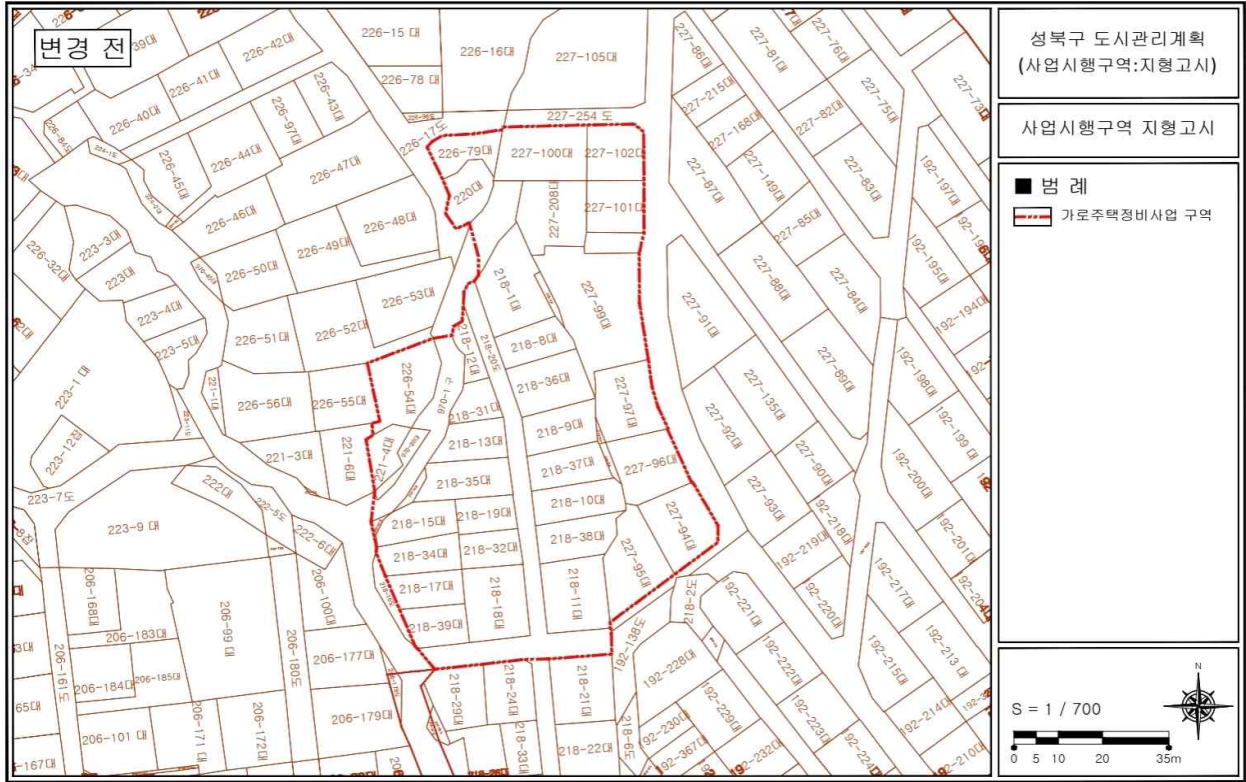 변경 전
성북구 도시관리계획
(사업시행구역:지형고시)
사업시행구역 지형고시
■ 범 례
가로주택정비사업 구역
S = 1 / 700
N
0 5 10 20 35m
226-15 대
226-16대
227-105대
227-86대
227-81대
227-76대
226-42대
226-41대
226-40대
226-43대
226-97대
226-78 대
227-215대
227-168대
227-82대
227-75대
227-254 도
226-17도
226-44대
226-45대
226-47대
226-79대
227-100대
227-102대
227-149대
227-83대
192-197대
220대
227-208대
227-101대
227-87대
226-46대
226-48대
226-49대
227-85대
192-195대
223-3대
223대
226-32대
226-50대
226-53대
218-1대
227-99대
227-88대
227-84대
192-194대
223-4대
223-5대
226-51대
226-52대
218-12대
218-20도
218-8대
227-91대
227-89대
192-198대
223-1 대
221-1대
226-56대
226-55대
226-54대
970-1 구
218-36대
218-31대
227-97대
227-135대
192-199 대
223-12잡
221-3대
221-6대
221-4대
218-13대
218-9대
227-92대
227-90대
192-200대
218-35대
218-37대
227-96대
223-7도
222대
223-9 대
222-5도
222-6대
218-15대
218-19대
218-10대
227-94대
227-93대
192-218대
192-201대
218-34대
218-32대
218-38대
227-95대
192-219대
192-217대
206-168대
206-99 대
206-100대
218-17대
218-18대
218-11대
218-2도
192-221대
192-220대
192-204대
206-183대
206-180도
218-39대
192-138도
192-222대
192-213 대
206-161도
206-184대
206-185대
206-177대
192-228대
192-215대
218-29대
218-24대
218-21대
192-229대
192-223대
192-214대
206-101 대
206-171 대
206-172대
206-179대
218-33대
218-22대
218-6도
192-230대
192-367대
192-232대
192-224대
192-210대